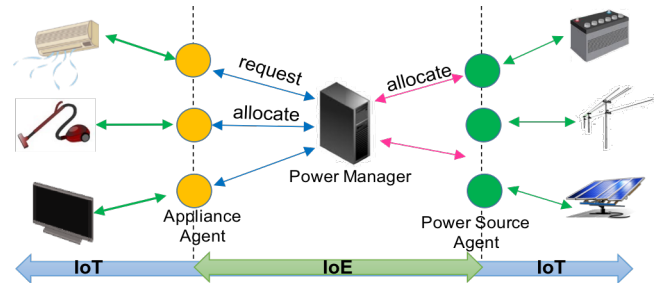 request
allocate
allocate
Power Manager
Appliance
Agent
Power Source
Agent
IoT
IoE
IoT